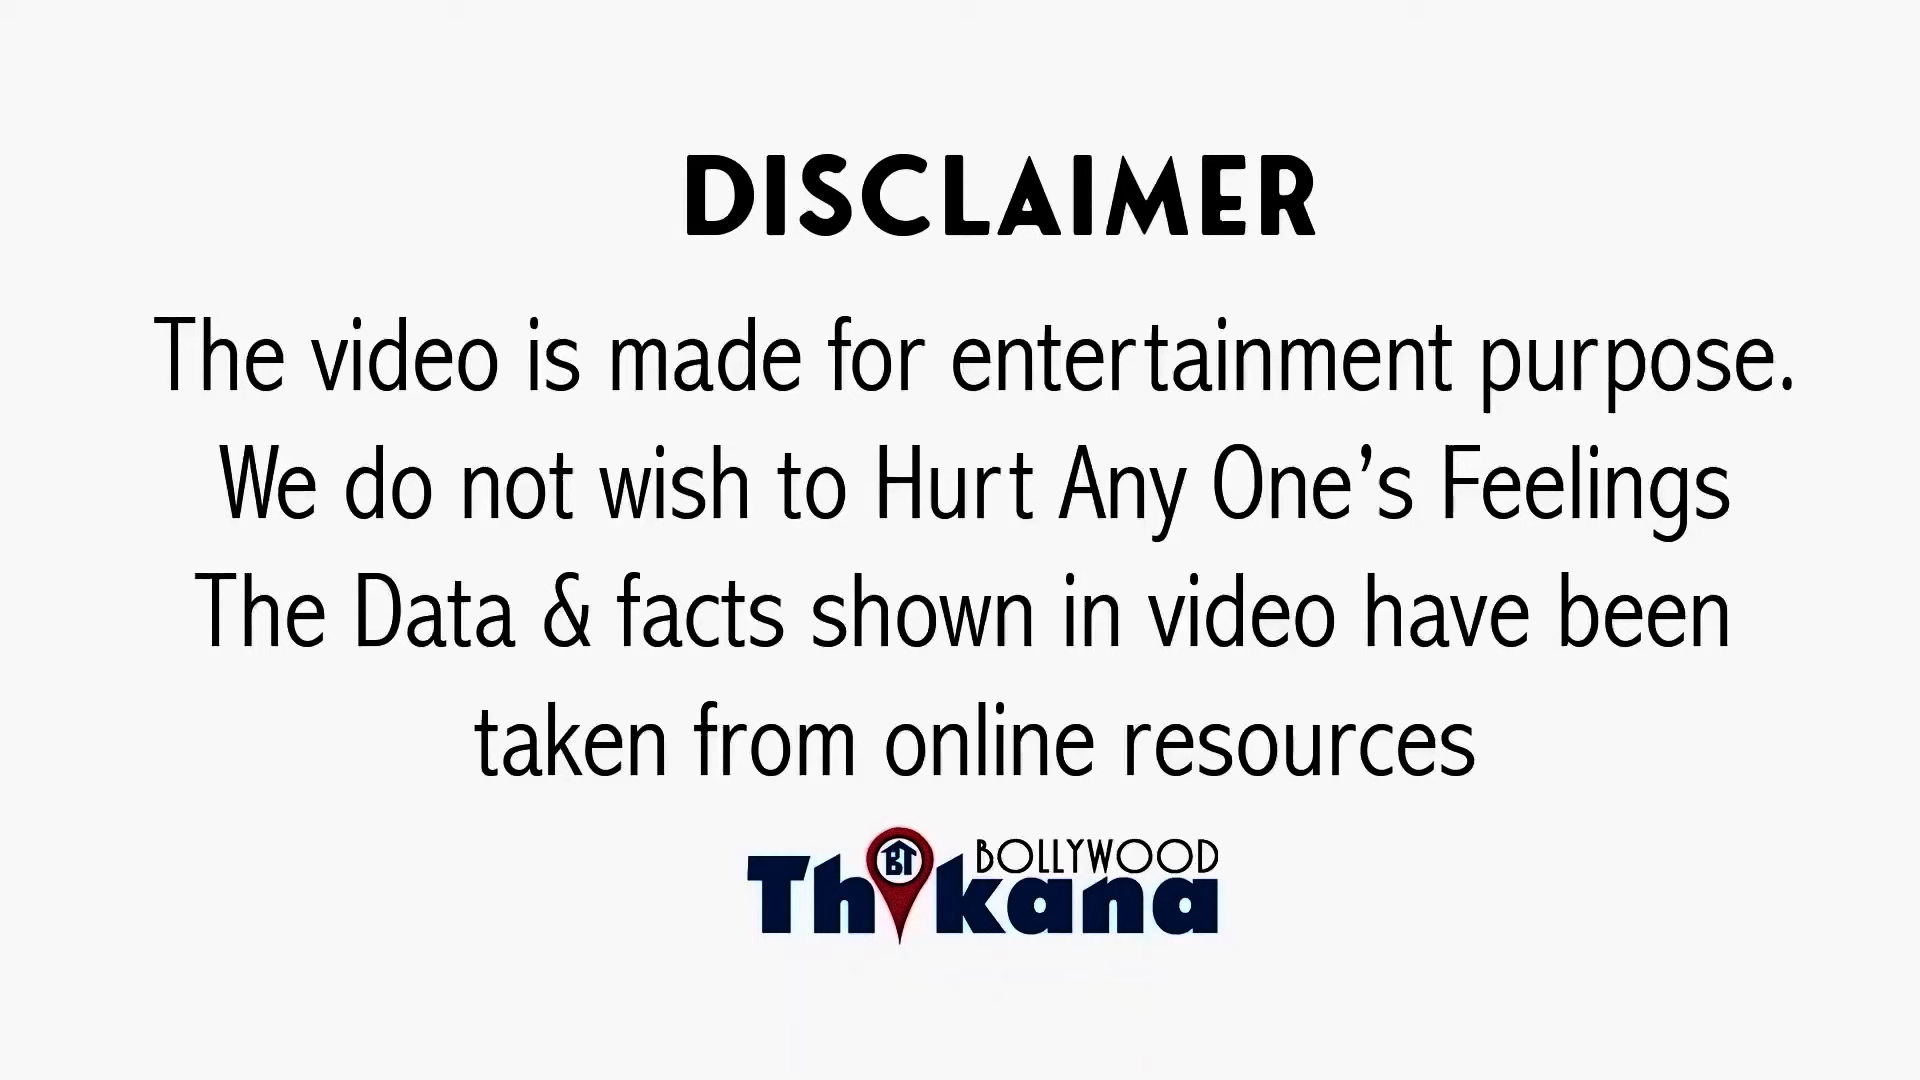 DISCLAIMER
The video is made for entertainment purpose.
We do not wish to Hurt Any One’s Feelings
The Data & facts shown in video have been
taken from online resources
BT BOLLYWOOD
Thikana